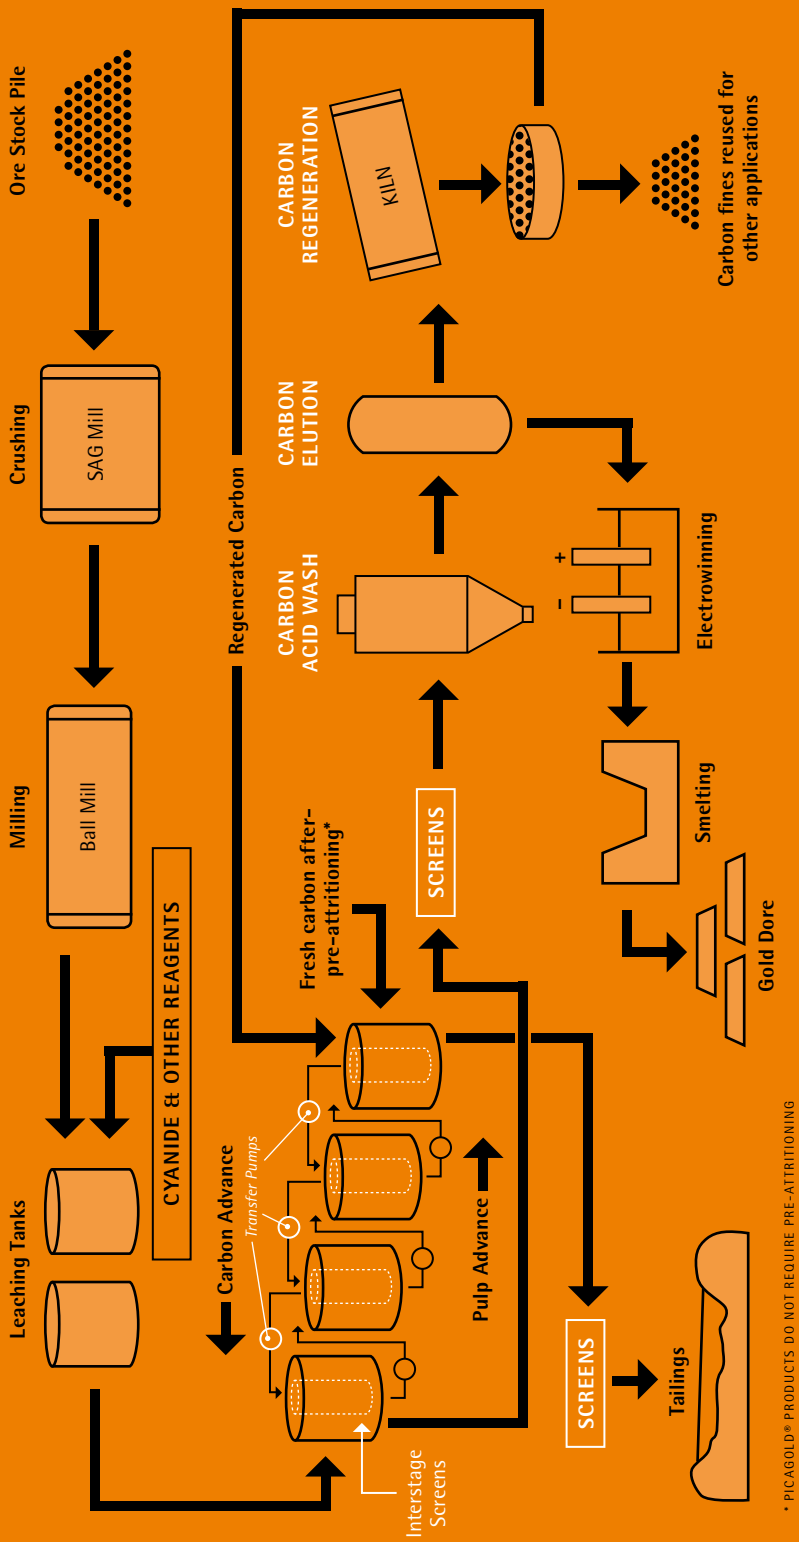 Ore Stock Pile
Crushing
SAG Mill
Milling
Ball Mill
Leaching Tanks
CYANIDE & OTHER REAGENTS
Regenerated Carbon
CARBON
REGENERATION
KILN
CARBON
ELUTION
CARBON
ACID WASH
Fresh carbon after-
pre-attritioning*
SCREENS
Carbon Advance
Transfer Pumps
Pulp Advance
Interstage
Screens
Carbon fines reused for
other applications
- +
Electrowinning
Smelting
Gold Dore
SCREENS
Tailings
* PICAGOLD® PRODUCTS DO NOT REQUIRE PRE-ATTRITIONING